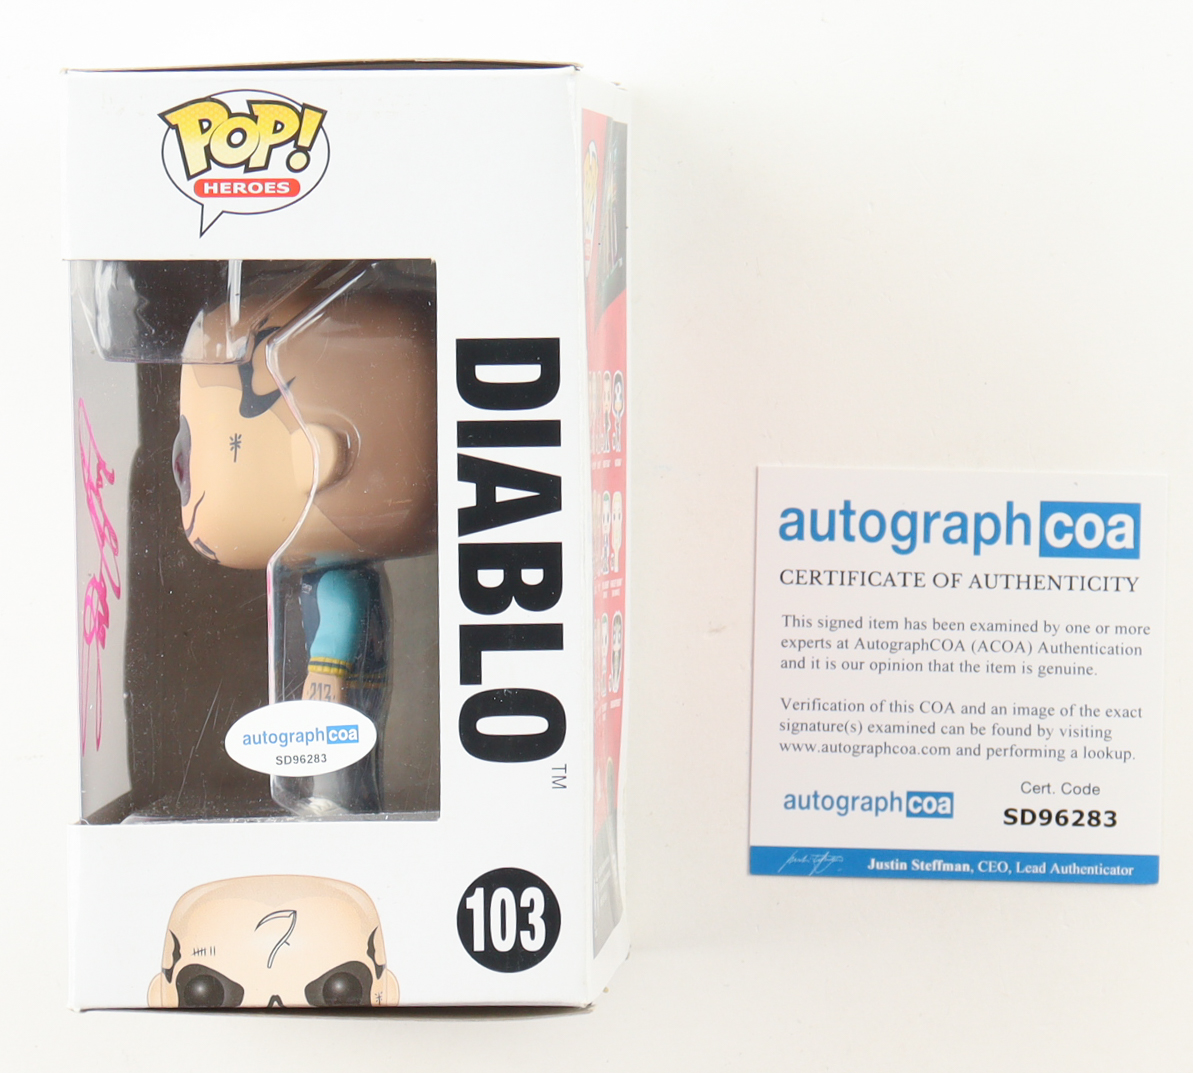 POP!
HEROES
DIABLO™
213
autographcoa
SD96283
103
autographcoa
CERTIFICATE OF AUTHENTICITY
This signed item has been examined by one or more
experts at AutographCOA (ACOA) Authentication
and it is our opinion that the item is genuine.
Verification of this COA and an image of the exact
signature(s) examined can be found by visiting
www.autographcoa.com and performing a lookup.
autographcoa
Cert. Code
SD96283
Justin Steffman, CEO, Lead Authenticator